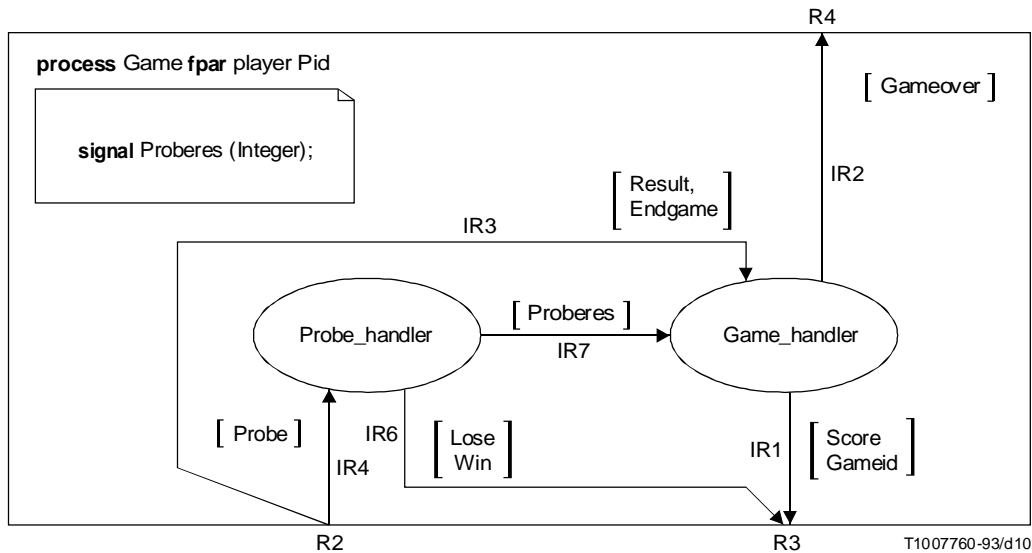 R4
process Game fpar player Pid
signal Proberes (Integer);
[ Gameover ]
IR2
[ Result,
Endgame ]
IR3
Probe_handler
[ Proberes ]
IR7
Game_handler
[ Probe ]
IR4
IR6
[ Lose
Win ]
IR1
[ Score
Gameid ]
R2
R3
T1007760-93/d10